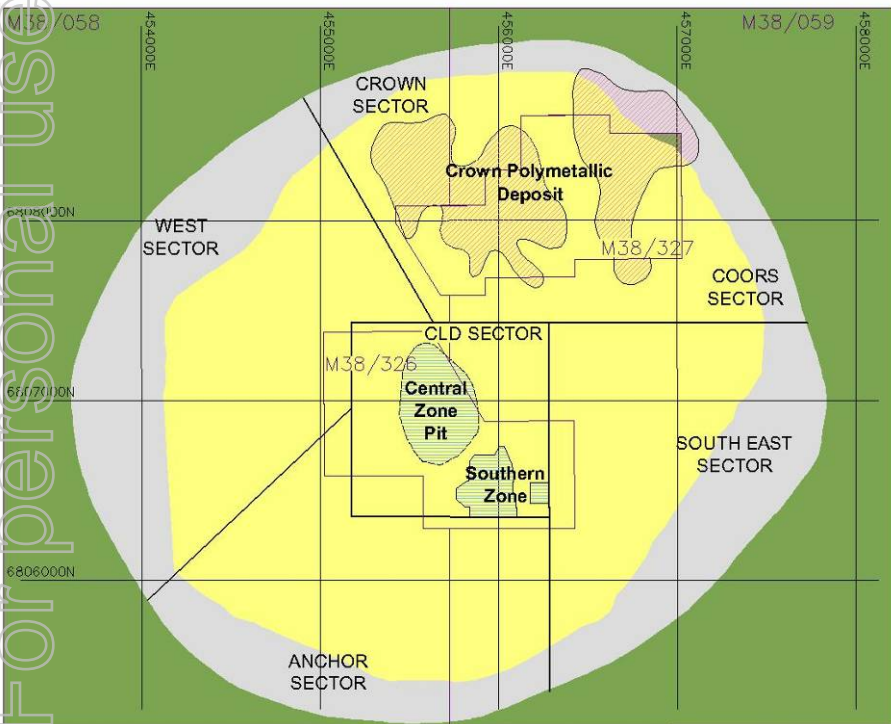 M38/058
M38/059
454000E
455000E
456000E
457000E
458000E
CROWN
SECTOR
Crown Polymetallic
Deposit
6808000N
WEST
SECTOR
M38/327
COORS
SECTOR
CLD SECTOR
M38/326
6807000N
Central
Zone
Pit
SOUTH EAST
SECTOR
Southern
Zone
6806000N
ANCHOR
SECTOR
For personal use